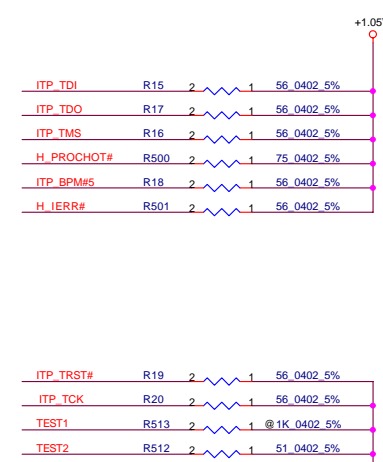 +1.05
ITP_TDI R15 2 1 56_0402_5%
ITP_TDO R17 2 1 56_0402_5%
ITP_TMS R16 2 1 56_0402_5%
H_PROCHOT# R500 2 1 75_0402_5%
ITP_BPM#5 R18 2 1 56_0402_5%
H_IERR# R501 2 1 56_0402_5%
ITP_TRST# R19 2 1 56_0402_5%
ITP_TCK R20 2 1 56_0402_5%
TEST1 R513 2 1 @1K_0402_5%
TEST2 R512 2 1 51_0402_5%